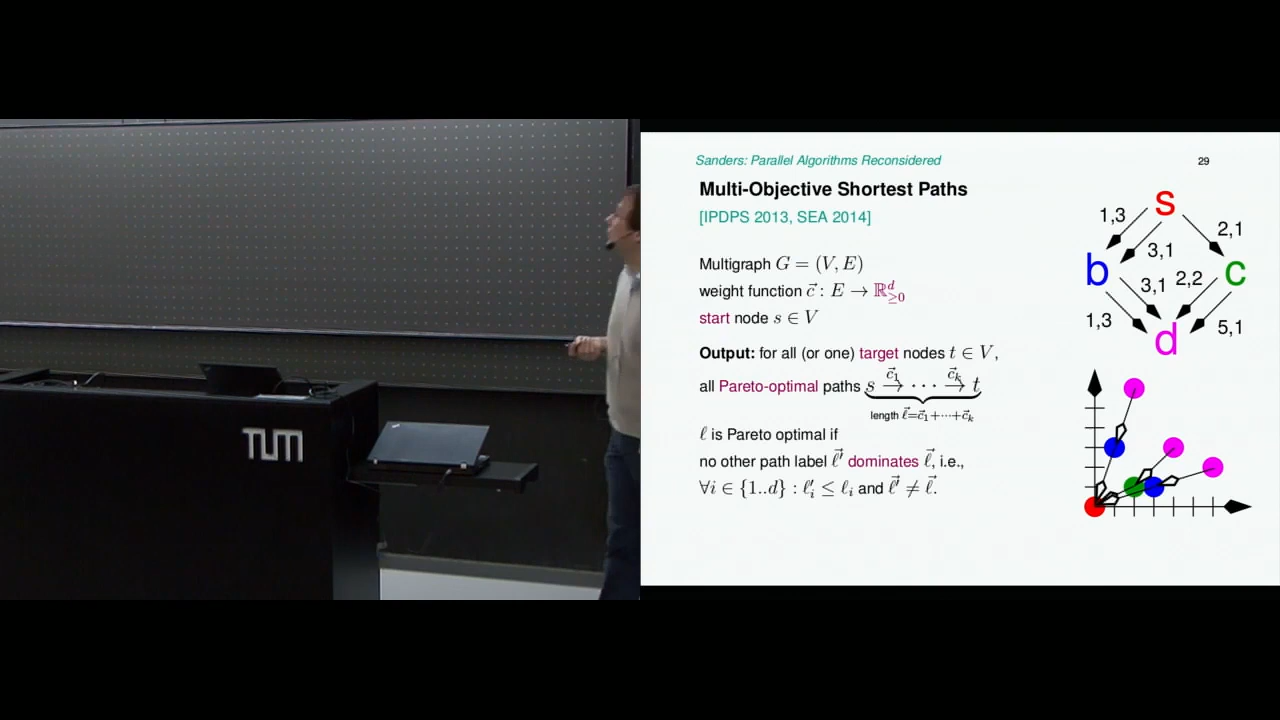 Sanders: Parallel Algorithms Reconsidered 29
Multi-Objective Shortest Paths
[IPDPS 2013, SEA 2014]
Multigraph G = (V, E)
weight function c⃗ : E → ℝ^d_≥0
start node s ∈ V
Output: for all (or one) target nodes t ∈ V,
all Pareto-optimal paths s →^c⃗₁ · · · →^c⃗ₖ t
length ℓ⃗=c⃗₁+···+c⃗ₖ
ℓ is Pareto optimal if
no other path label ℓ⃗′ dominates ℓ⃗, i.e.,
∀i ∈ {1..d} : ℓ′ᵢ ≤ ℓᵢ and ℓ⃗′ ≠ ℓ⃗.
s
1,3
3,1
2,1
b
c
3,1
2,2
1,3
5,1
d
TUM